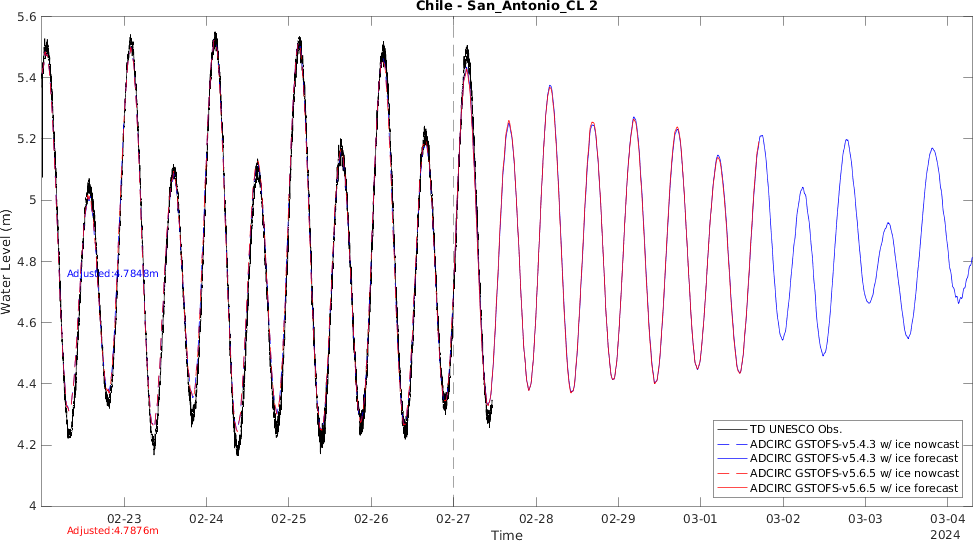 Chile - San_Antonio_CL 2
5.6
5.4
5.2
5
4.8
4.6
4.4
4.2
4
Water Level (m)
Adjusted:4.7848m
Adjusted:4.7876m
TD UNESCO Obs.
ADCIRC GSTOFS-v5.4.3 w/ ice nowcast
ADCIRC GSTOFS-v5.4.3 w/ ice forecast
ADCIRC GSTOFS-v5.6.5 w/ ice nowcast
ADCIRC GSTOFS-v5.6.5 w/ ice forecast
02-23 02-24 02-25 02-26 02-27 02-28 02-29 03-01 03-02 03-03 03-04
2024
Time